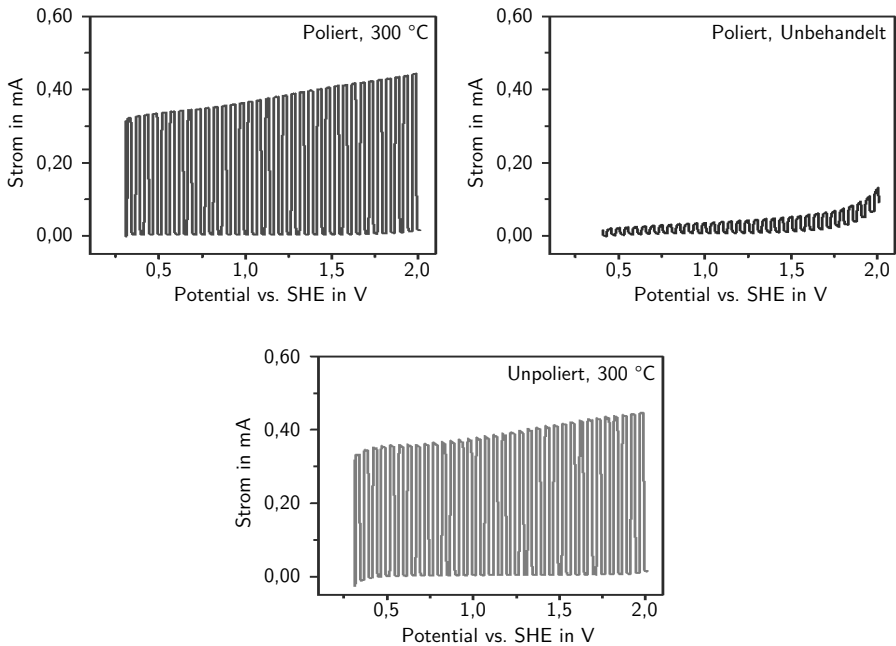 Poliert, 300 °C
Strom in mA
0,60
0,40
0,20
0,00
0,5
1,0
1,5
2,0
Potential vs. SHE in V
Poliert, Unbehandelt
Strom in mA
0,60
0,40
0,20
0,00
0,5
1,0
1,5
2,0
Potential vs. SHE in V
Unpoliert, 300 °C
Strom in mA
0,60
0,40
0,20
0,00
0,5
1,0
1,5
2,0
Potential vs. SHE in V